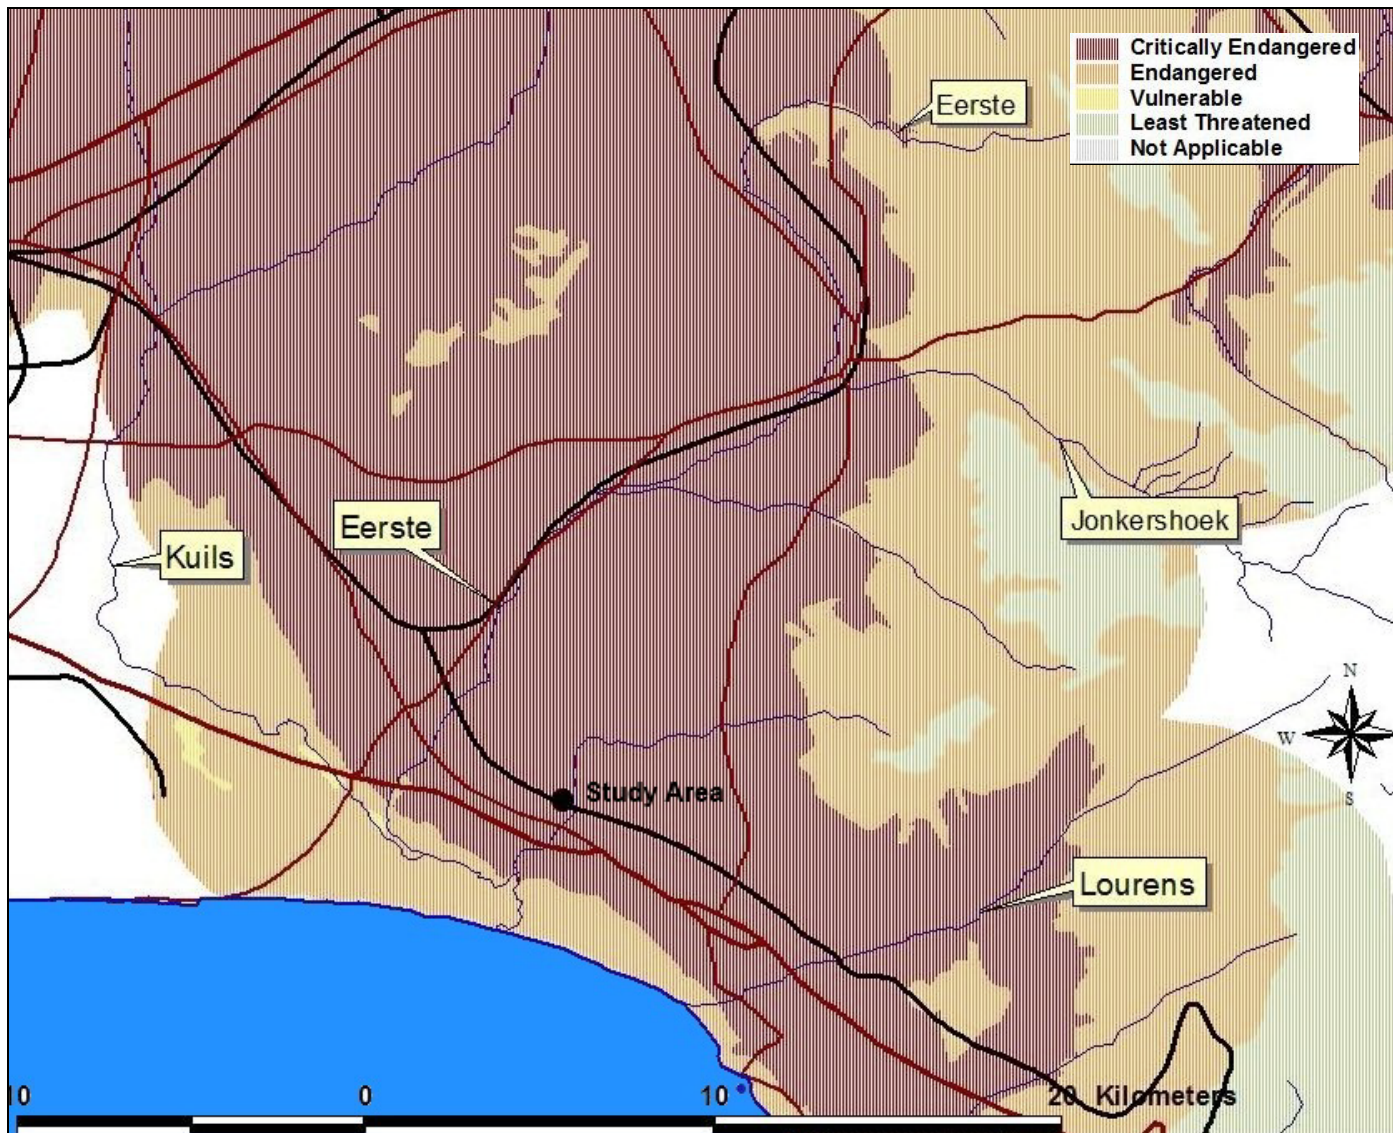 Critically Endangered
Endangered
Vulnerable
Least Threatened
Not Applicable
Eerste
Jonkershoek
Eerste
Kuils
N
W
S
Study Area
Lourens
10 0 10 20 Kilometers